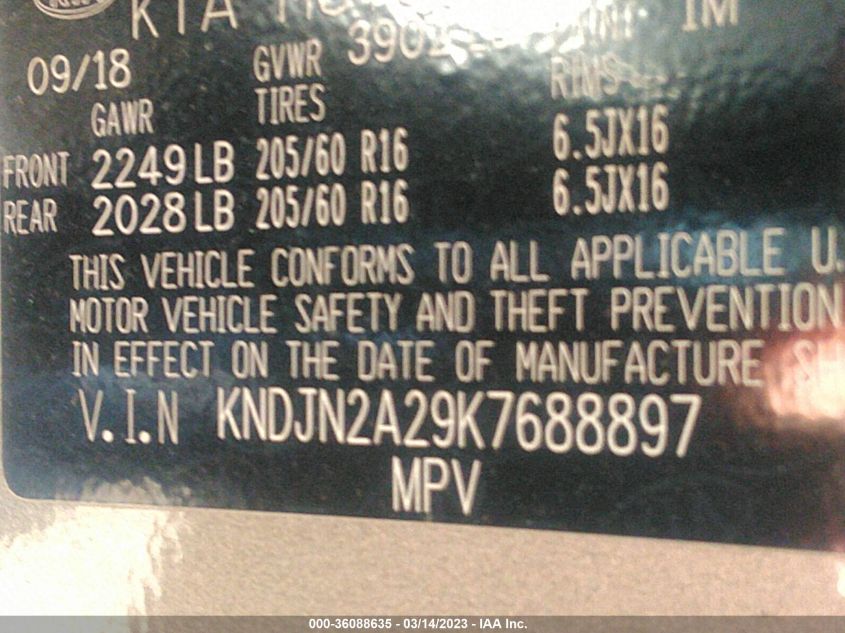 KIA
09/18 GVWR
GAWR TIRES RIMS
FRONT 2249 LB 205/60 R16 6.5JX16
REAR 2028 LB 205/60 R16 6.5JX16
THIS VEHICLE CONFORMS TO ALL APPLICABLE U.
MOTOR VEHICLE SAFETY AND THEFT PREVENTION
IN EFFECT ON THE DATE OF MANUFACTURE SH
V.I.N KNDJN2A29K7688897
MPV
000-36088635 - 03/14/2023 - IAA Inc.